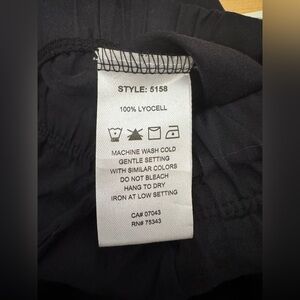 STYLE: 5158
100% LYOCELL
MACHINE WASH COLD
GENTLE SETTING
WITH SIMILAR COLORS
DO NOT BLEACH
HANG TO DRY
IRON AT LOW SETTING
CA# 07043
RN# 75343